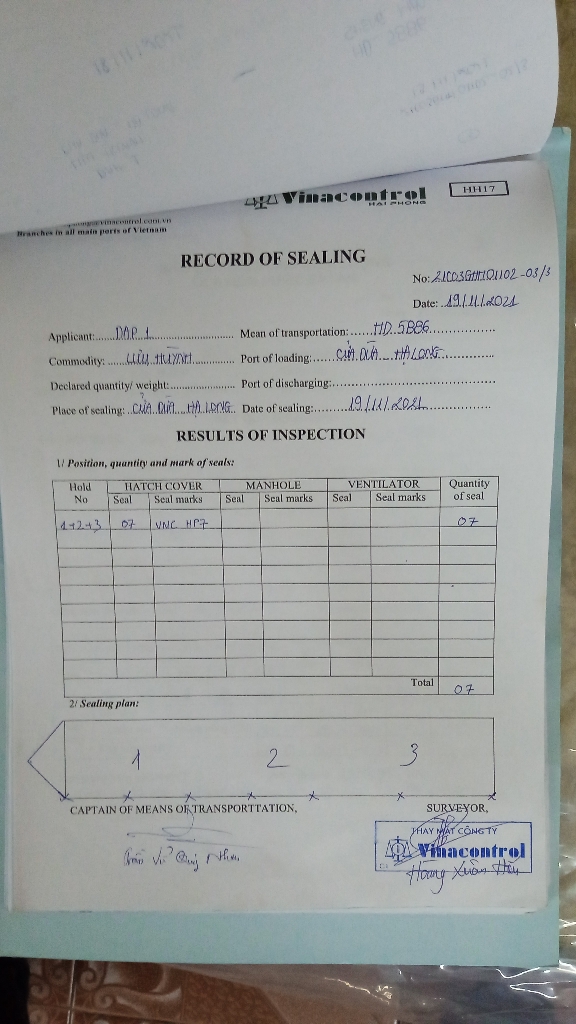 Vinacontrol
HAI PHONG
HH17
Branches in all main ports of Vietnam
RECORD OF SEALING
No: 21C03GHH01102-03/3
Date: 19/11/2021
Applicant: DAP 1 Mean of transportation: HD.5886
Commodity: LƯU HUỲNH Port of loading: CỬA DỨA HẠ LONG
Declared quantity/ weight: Port of discharging:
Place of sealing: CỬA DỨA HẠ LONG Date of sealing: 19/11/2021
RESULTS OF INSPECTION
1/ Position, quantity and mark of seals:
Hold No HATCH COVER MANHOLE VENTILATOR Quantity of seal
Seal Seal marks Seal Seal marks Seal Seal marks
1+2+3 07 VNC HP7 07
Total 07
2/ Sealing plan:
1 2 3
CAPTAIN OF MEANS OF TRANSPORTTATION, SURVEYOR,
THAY MẶT CÔNG TY
Vinacontrol
Hoàng Xuân